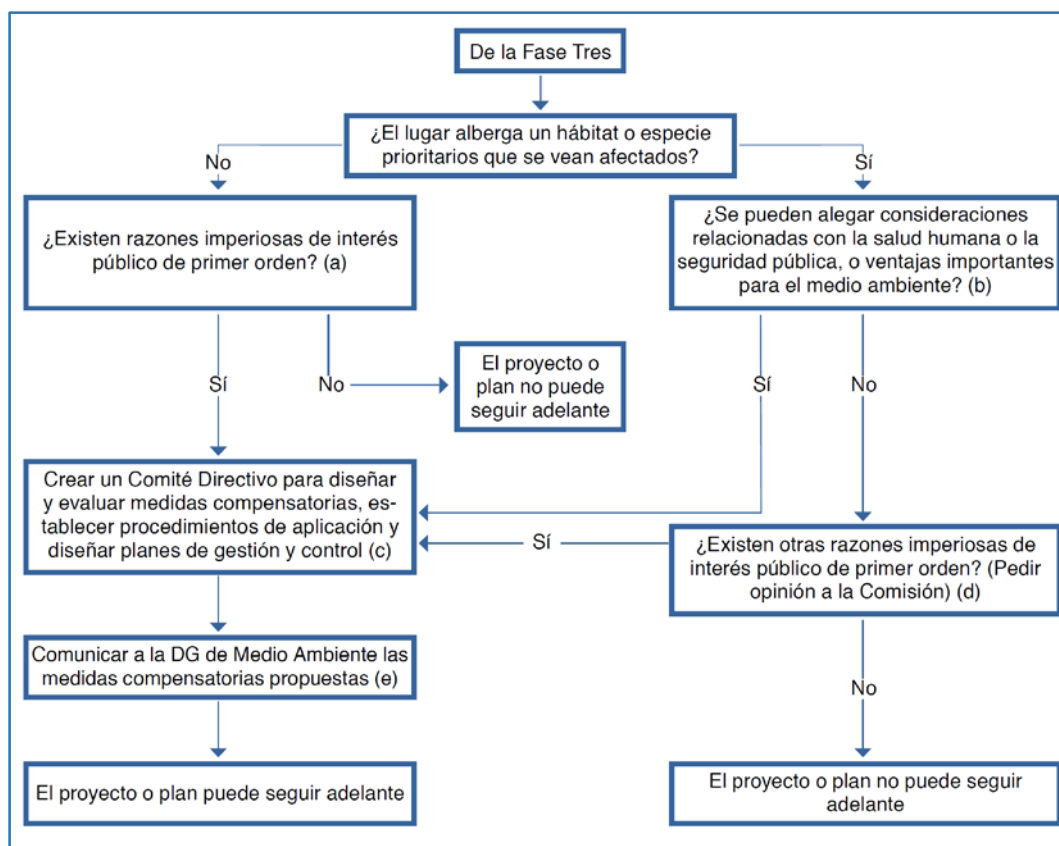 De la Fase Tres
¿El lugar alberga un hábitat o especie
prioritarios que se vean afectados?
No
Sí
¿Existen razones imperiosas de interés
público de primer orden? (a)
¿Se pueden alegar consideraciones
relacionadas con la salud humana o la
seguridad pública, o ventajas importantes
para el medio ambiente? (b)
Sí
No
El proyecto o
plan no puede
seguir adelante
Sí
No
Crear un Comité Directivo para diseñar
y evaluar medidas compensatorias, es-
tablecer procedimientos de aplicación y
diseñar planes de gestión y control (c)
Sí
¿Existen otras razones imperiosas de
interés público de primer orden? (Pedir
opinión a la Comisión) (d)
Comunicar a la DG de Medio Ambiente las
medidas compensatorias propuestas (e)
No
El proyecto o plan puede seguir adelante
El proyecto o plan no puede seguir
adelante